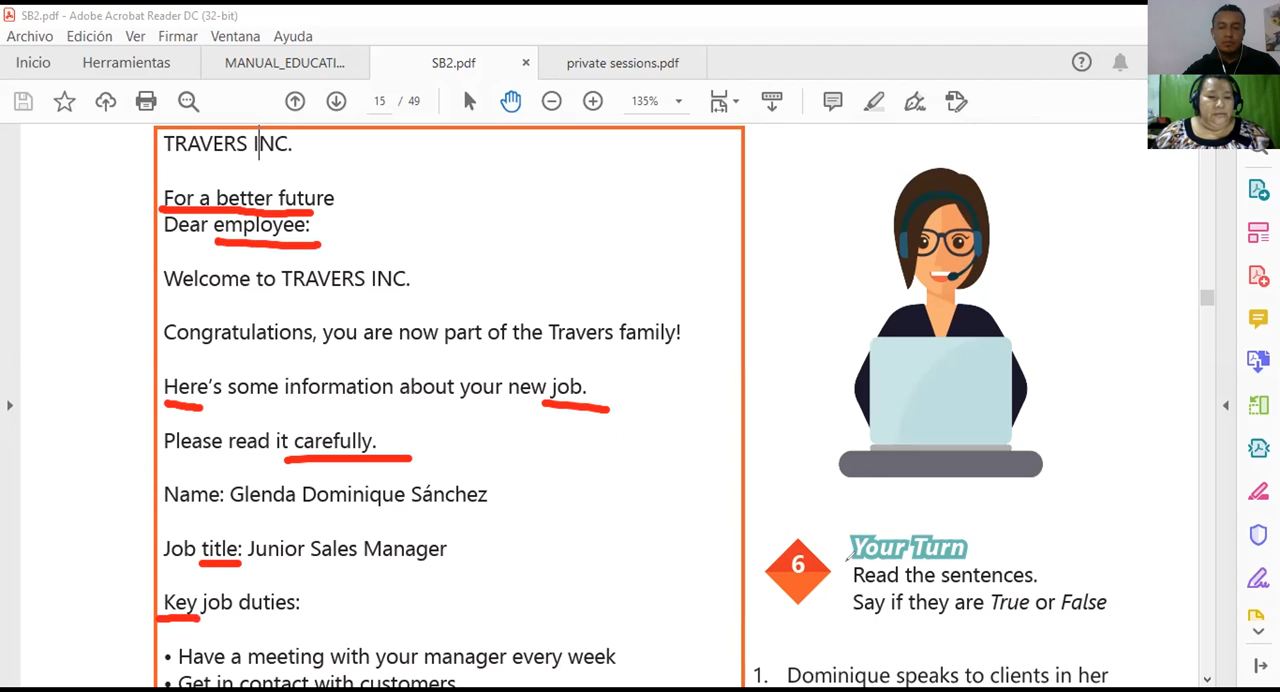 SB2.pdf - Adobe Acrobat Reader DC (32-bit)
Archivo Edición Ver Firmar Ventana Ayuda
Inicio Herramientas MANUAL_EDUCATI... SB2.pdf × private sessions.pdf
15 / 49 135%
TRAVERS INC.
For a better future
Dear employee:
Welcome to TRAVERS INC.
Congratulations, you are now part of the Travers family!
Here's some information about your new job.
Please read it carefully.
Name: Glenda Dominique Sánchez
Job title: Junior Sales Manager
Key job duties:
• Have a meeting with your manager every week
• Get in contact with customers
6 Your Turn
Read the sentences.
Say if they are True or False
1. Dominique speaks to clients in her